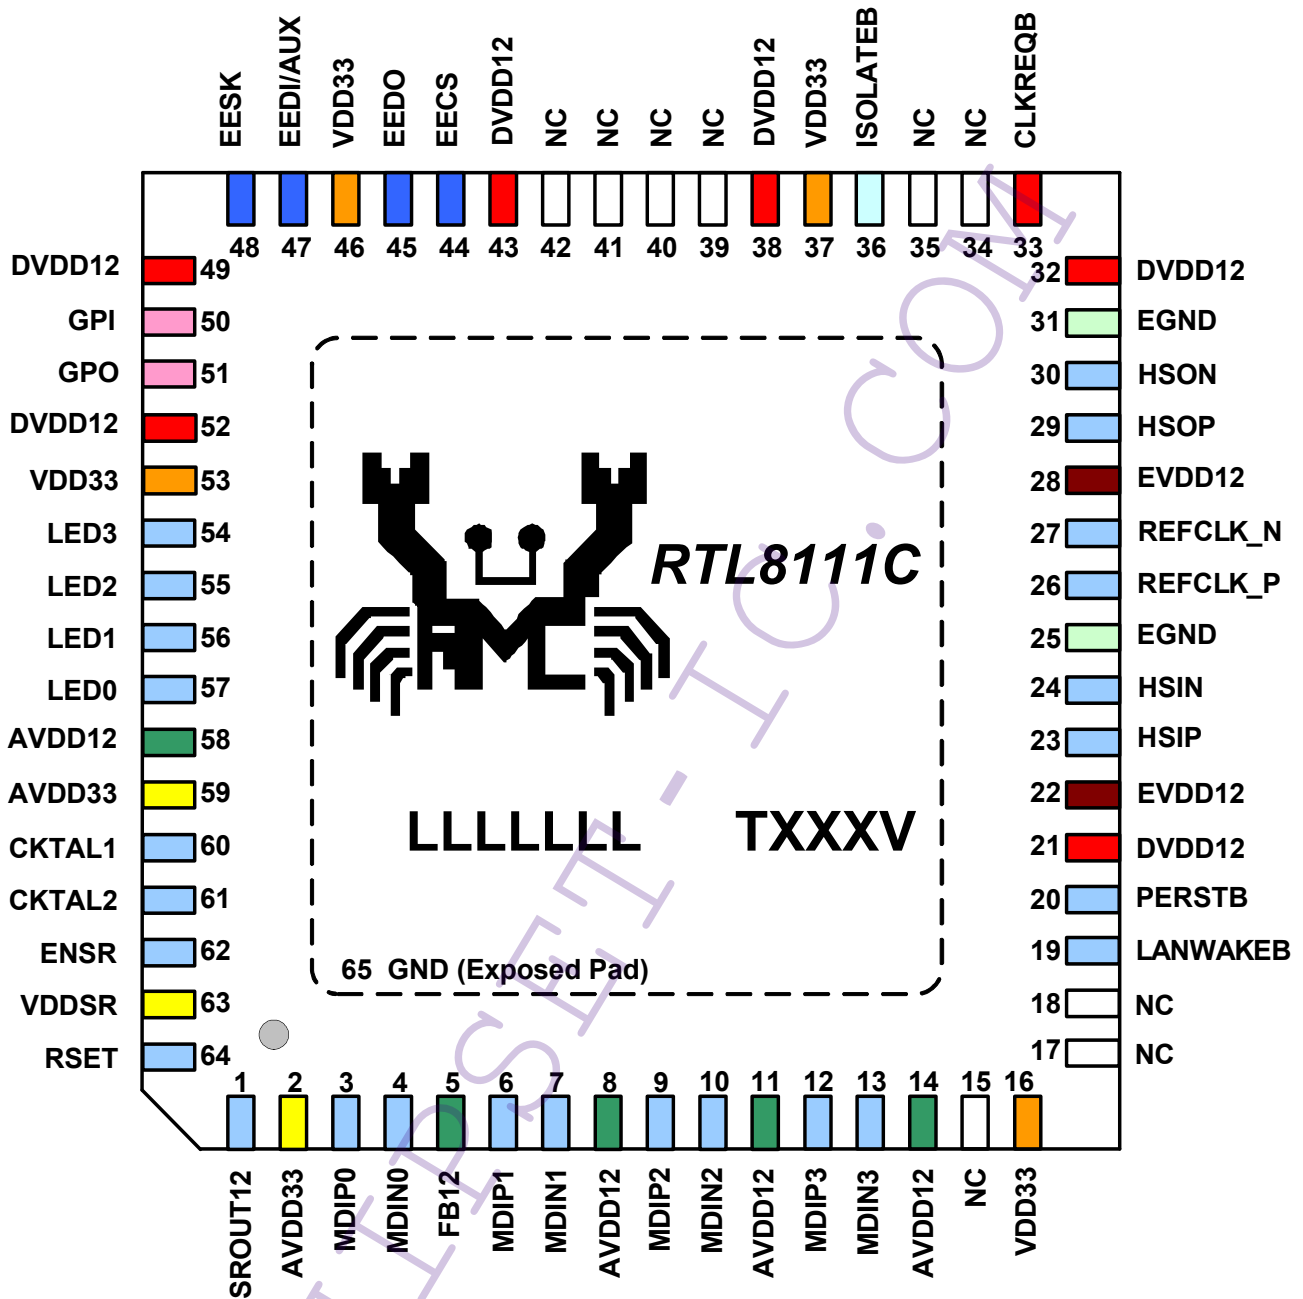 EESK
EEDI/AUX
VDD33
EEDO
EECS
DVDD12
NC
NC
NC
NC
DVDD12
VDD33
ISOLATEB
NC
NC
CLKREQB
48 47 46 45 44 43 42 41 40 39 38 37 36 35 34 33
DVDD12 49
GPI 50
GPO 51
DVDD12 52
VDD33 53
LED3 54
LED2 55
LED1 56
LED0 57
AVDD12 58
AVDD33 59
CKTAL1 60
CKTAL2 61
ENSR 62
VDDSR 63
RSET 64
32 DVDD12
31 EGND
30 HSON
29 HSOP
28 EVDD12
27 REFCLK_N
26 REFCLK_P
25 EGND
24 HSIN
23 HSIP
22 EVDD12
21 DVDD12
20 PERSTB
19 LANWAKEB
18 NC
17 NC
RTL8111C
LLLLLLL TXXXV
65 GND (Exposed Pad)
1 2 3 4 5 6 7 8 9 10 11 12 13 14 15 16
SROUT12
AVDD33
MDIP0
MDIN0
FB12
MDIP1
MDIN1
AVDD12
MDIP2
MDIN2
AVDD12
MDIP3
MDIN3
AVDD12
NC
VDD33
IPSET-IC.COM